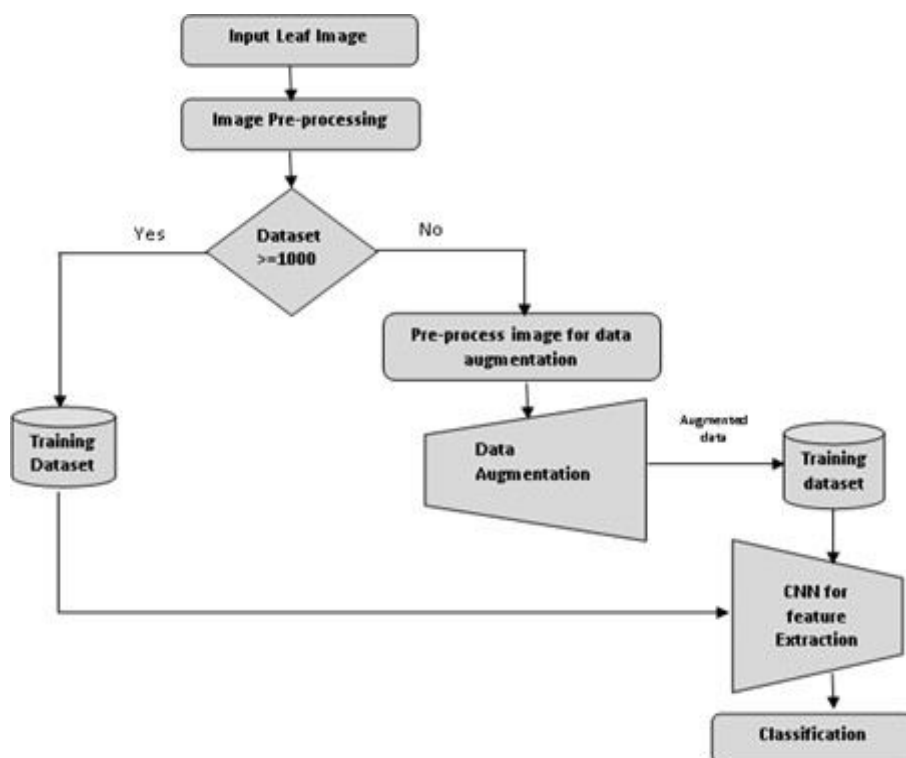 Input Leaf Image
Image Pre-processing
Yes
Dataset
>=1000
No
Pre-process image for data
augmentation
Training
Dataset
Data
Augmentation
Augmented
data
Training
dataset
CNN for
feature
Extraction
Classification